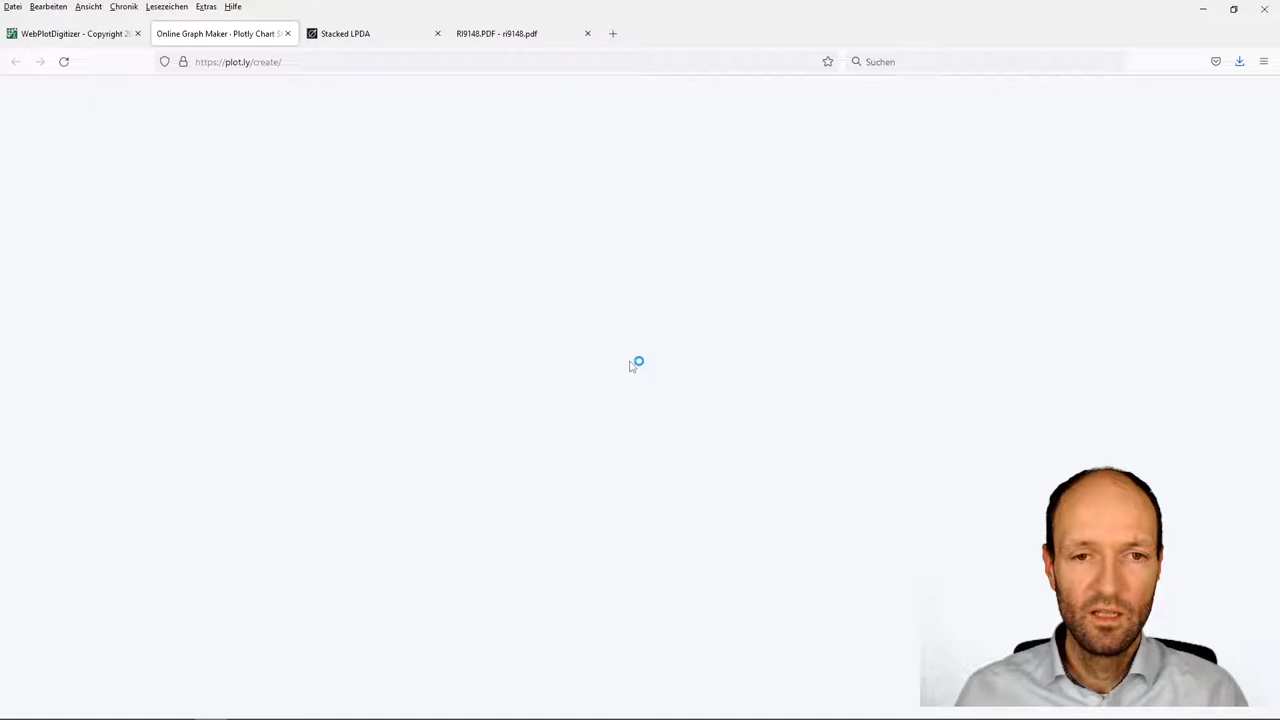 Datei Bearbeiten Ansicht Chronik Lesezeichen Extras Hilfe
WebPlotDigitizer - Copyright 2 Online Graph Maker · Plotly Chart S Stacked LPDA RI9148.PDF - ri9148.pdf
https://plot.ly/create/ Suchen